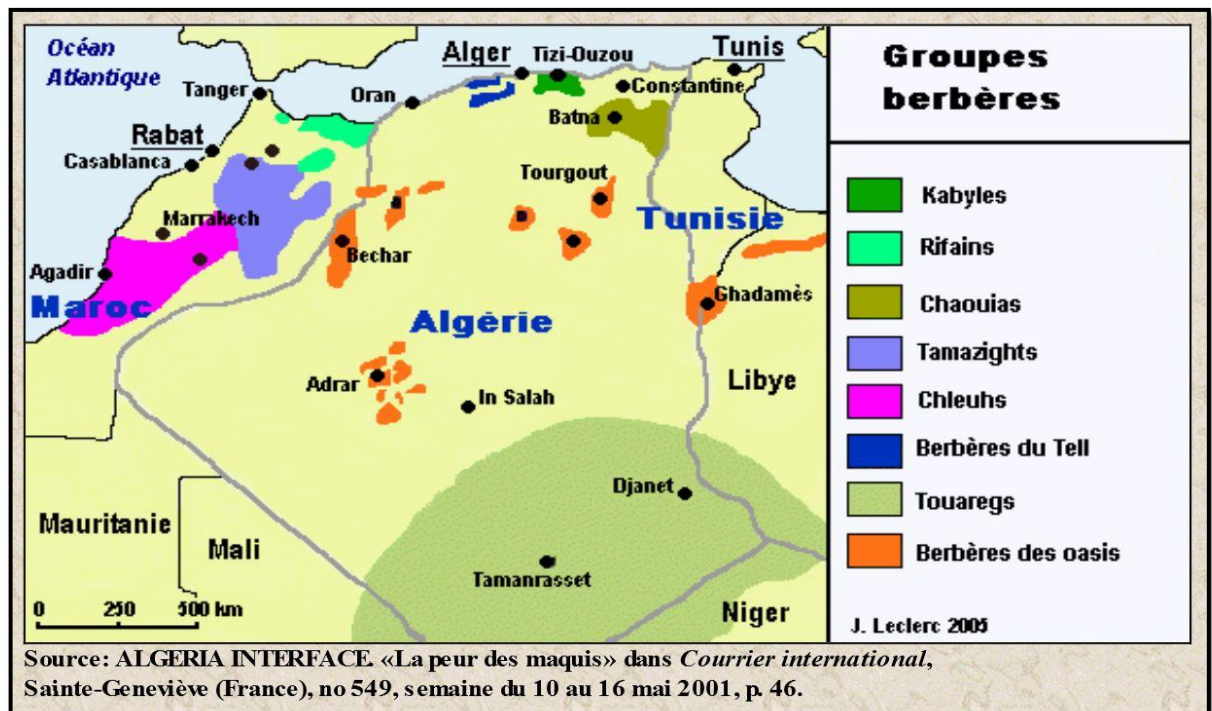 Océan
Atlantique
Tanger
Rabat
Casablanca
Marrakech
Agadir
Maroc
Oran
Alger
Tizi-Ouzou
Tunis
Constantine
Batna
Tourgout
Tunisie
Bechar
Ghadamès
Algérie
Adrar
In Salah
Libye
Djanet
Mauritanie
Mali
Tamanrasset
Niger
0 250 500 km
Groupes
berbères
Kabyles
Rifains
Chaouias
Tamazights
Chleuhs
Berbères du Tell
Touaregs
Berbères des oasis
J. Leclerc 2005
Source: ALGERIA INTERFACE. «La peur des maquis» dans Courrier international,
Sainte-Geneviève (France), no 549, semaine du 10 au 16 mai 2001, p. 46.